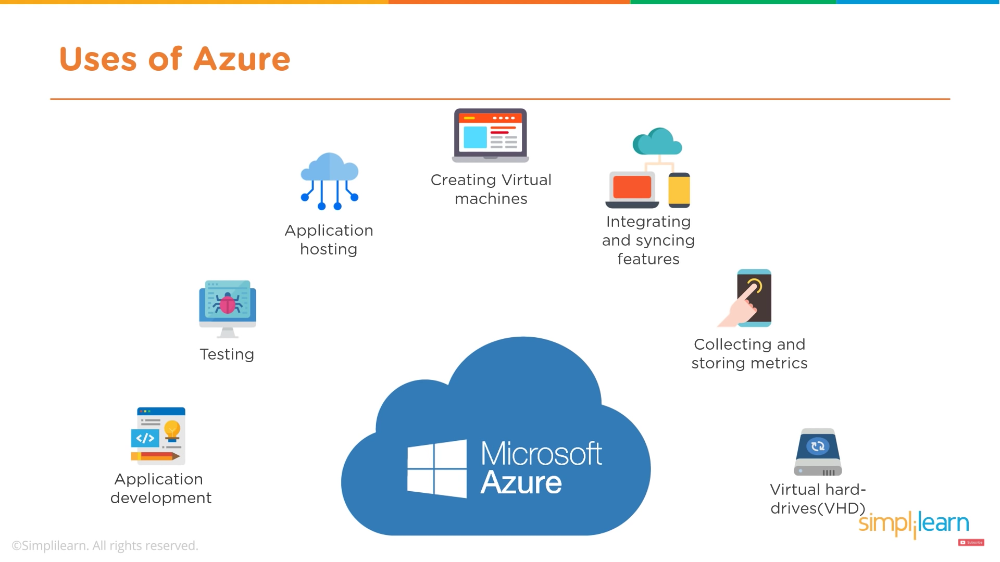 Uses of Azure
Creating Virtual
machines
Application
hosting
Integrating
and syncing
features
Testing
Collecting and
storing metrics
Application
development
</>
Microsoft
Azure
Virtual hard-
drives(VHD)
simplilearn
Subscribe
©Simplilearn. All rights reserved.